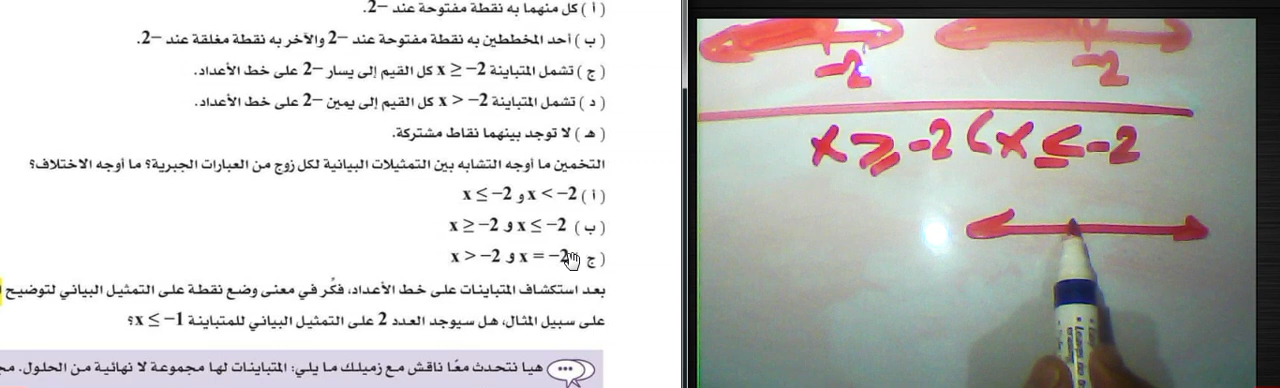 ( أ ) كل منهما به نقطة مفتوحة عند −2.
( ب ) أحد المخططين به نقطة مفتوحة عند −2 والآخر به نقطة مغلقة عند −2.
( ج ) تشمل المتباينة x ≥ −2 كل القيم إلى يسار −2 على خط الأعداد.
( د ) تشمل المتباينة x > −2 كل القيم إلى يمين −2 على خط الأعداد.
( هـ ) لا توجد بينهما نقاط مشتركة.
التخمين ما أوجه التشابه بين التمثيلات البيانية لكل زوج من العبارات الجبرية؟ ما أوجه الاختلاف؟
( أ ) x < −2 و x ≤ −2
( ب ) x ≤ −2 و x ≥ −2
( ج ) x = −2 و x > −2
بعد استكشاف المتباينات على خط الأعداد، فكّر في معنى وضع نقطة على التمثيل البياني لتوضيح
على سبيل المثال، هل سيوجد العدد 2 على التمثيل البياني للمتباينة x ≤ −1؟
هيا نتحدث معًا ناقش مع زميلك ما يلي: المتباينات لها مجموعة لا نهائية من الحلول.
-2 -2
x ≥ -2 ( x ≤ -2